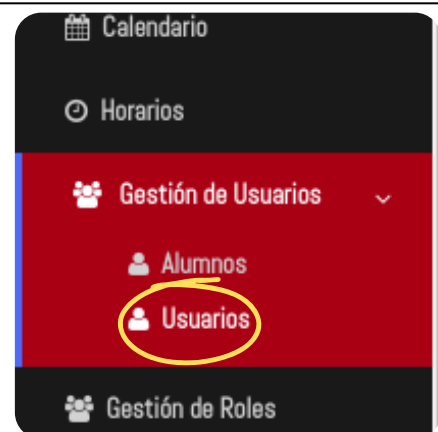 Calendario
Horarios
Gestión de Usuarios
Alumnos
Usuarios
Gestión de Roles